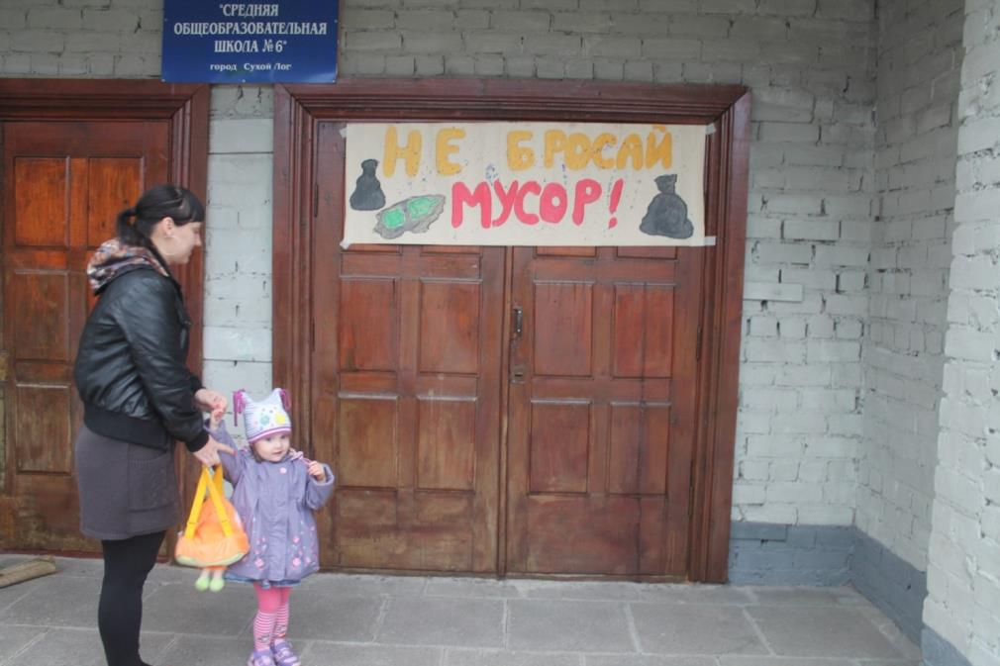 "СРЕДНЯЯ
ОБЩЕОБРАЗОВАТЕЛЬНАЯ
ШКОЛА №6"
город Сухой Лог
НЕ БРОСАЙ
МУСОР!